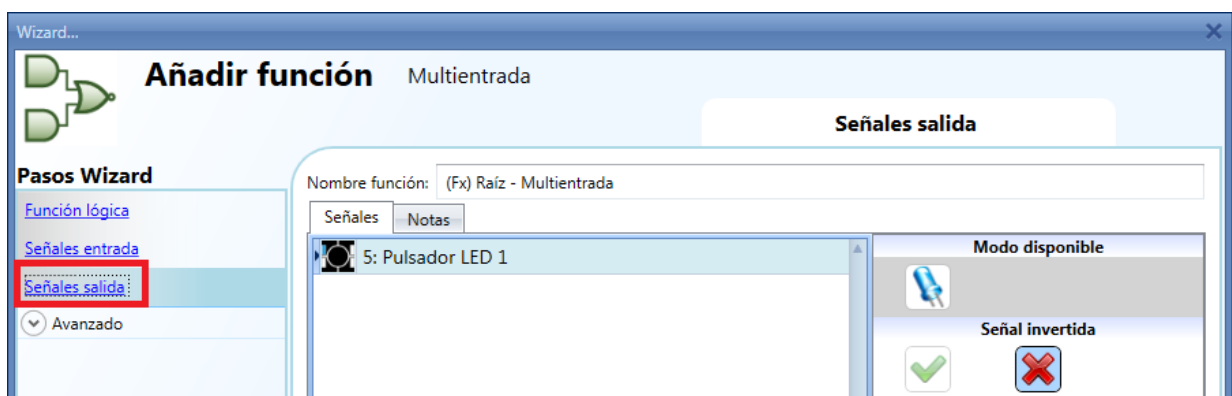 Wizard...
Añadir función Multientrada
Señales salida
Pasos Wizard
Función lógica
Señales entrada
Señales salida
Avanzado
Nombre función: (Fx) Raíz - Multientrada
Señales Notas
5: Pulsador LED 1
Modo disponible
Señal invertida